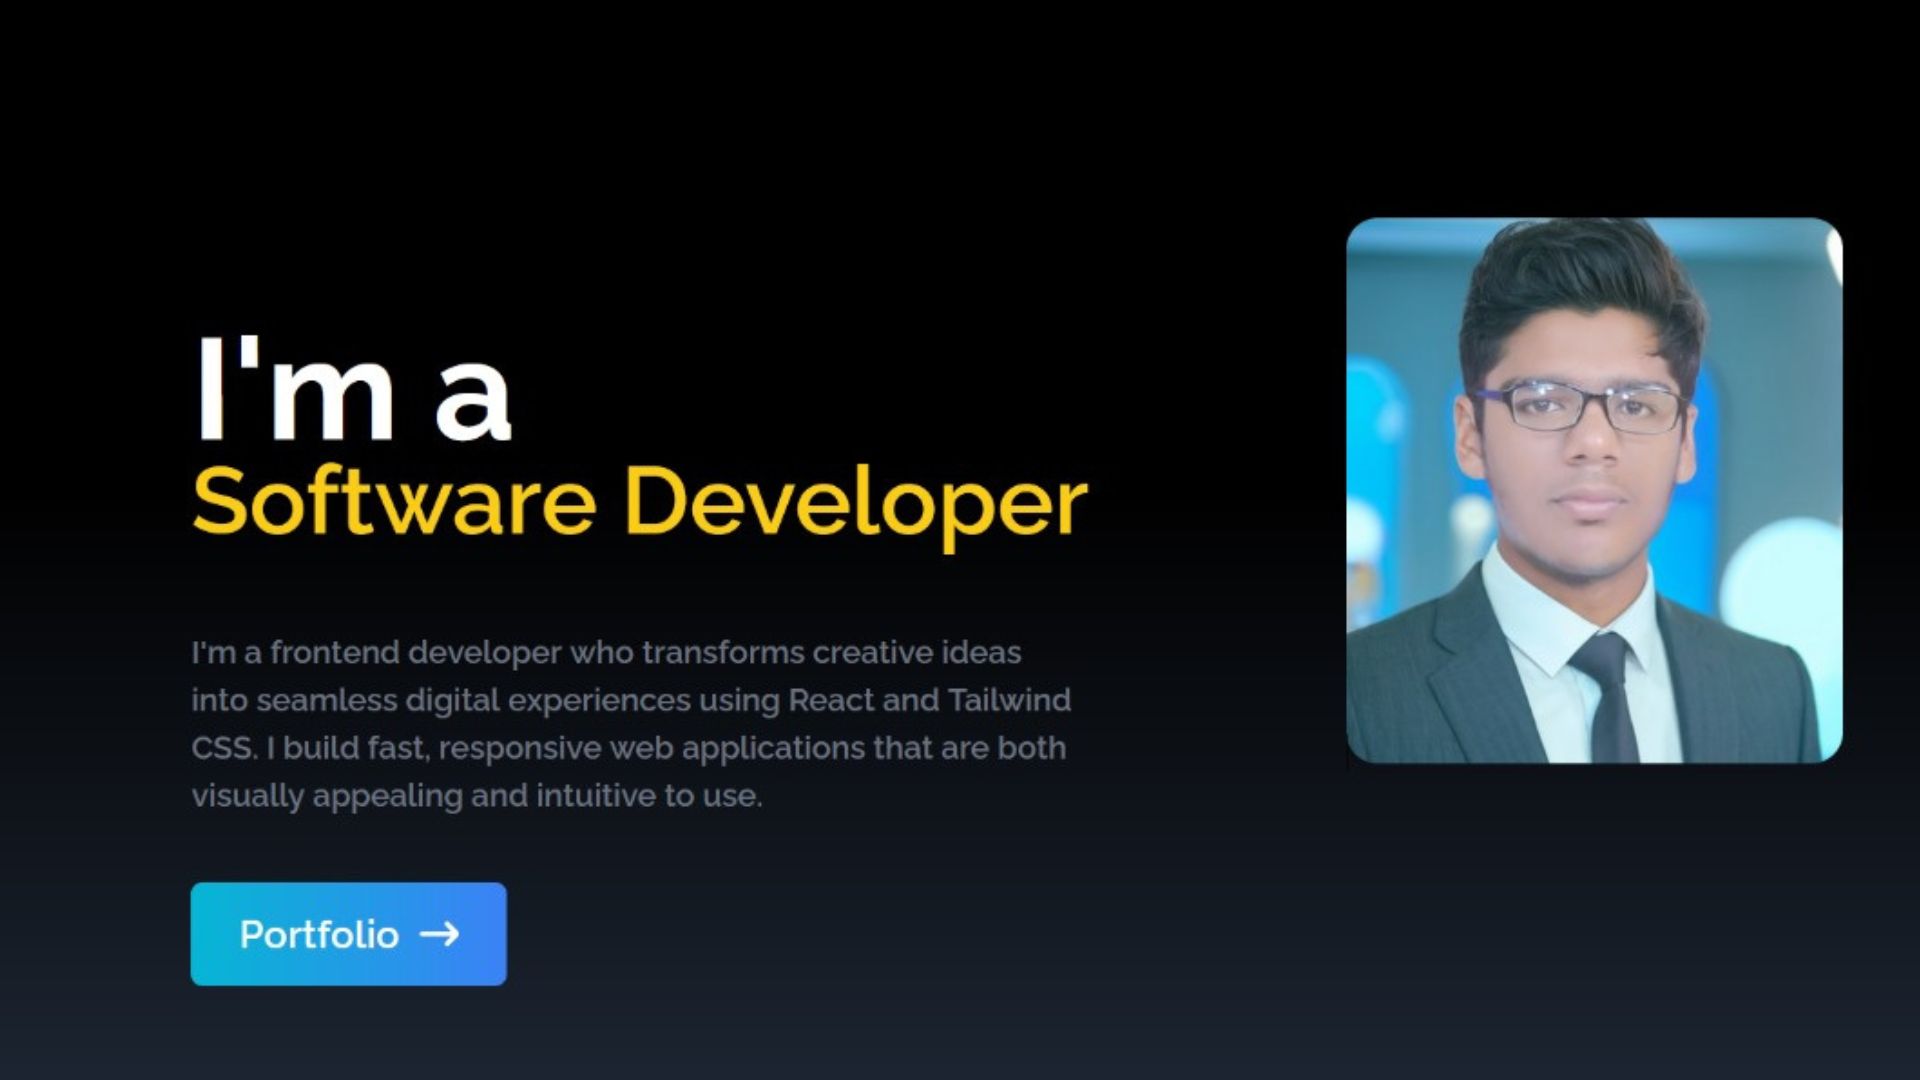 I'm a
Software Developer
I'm a frontend developer who transforms creative ideas
into seamless digital experiences using React and Tailwind
CSS. I build fast, responsive web applications that are both
visually appealing and intuitive to use.
Portfolio →